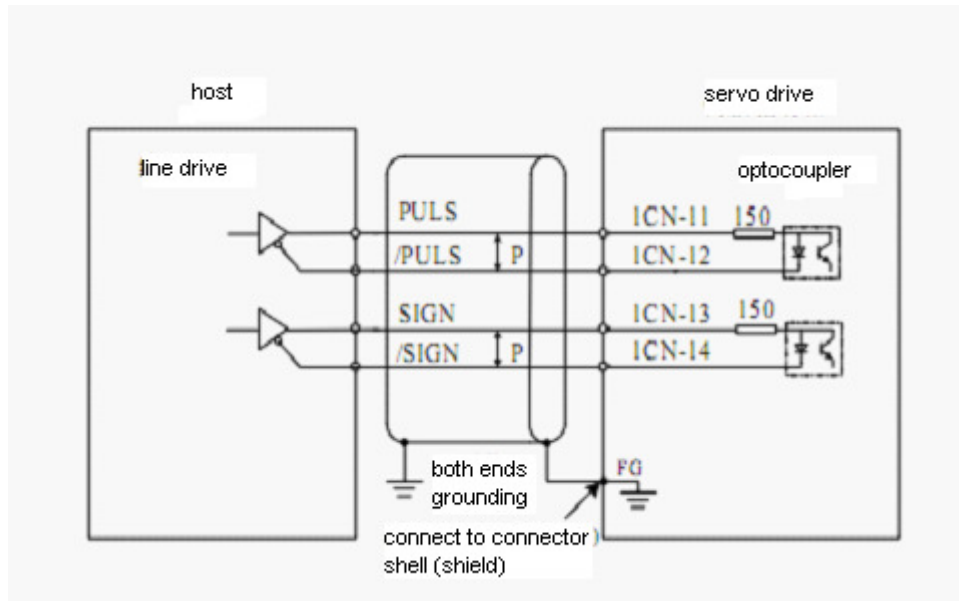 host
servo drive
line drive
optocoupler
PULS
1CN-11 150
/PULS P
1CN-12
SIGN
1CN-13 150
/SIGN P
1CN-14
both ends
grounding
FG
connect to connector )
shell (shield)